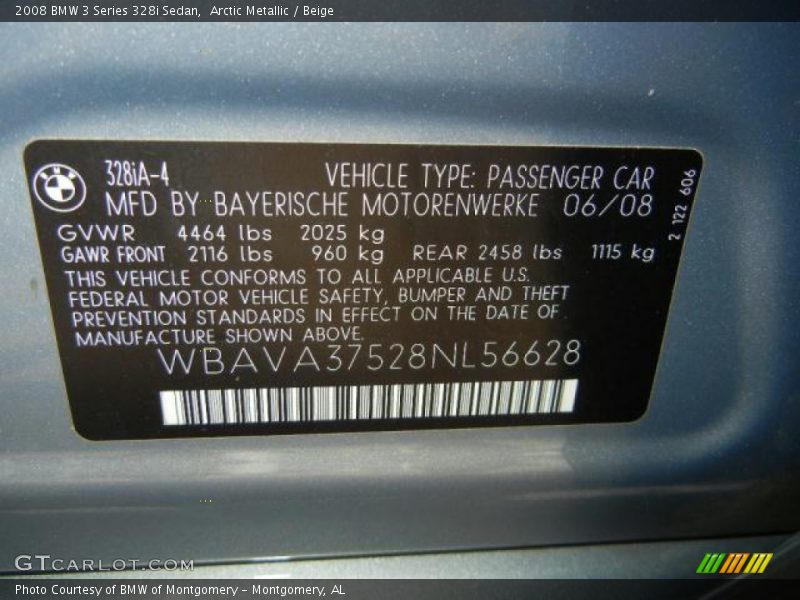 2008 BMW 3 Series 328i Sedan, Arctic Metallic / Beige
328iA-4 VEHICLE TYPE: PASSENGER CAR
MFD BY BAYERISCHE MOTORENWERKE 06/08
GVWR 4464 lbs 2025 kg
GAWR FRONT 2116 lbs 960 kg REAR 2458 lbs 1115 kg
THIS VEHICLE CONFORMS TO ALL APPLICABLE U.S.
FEDERAL MOTOR VEHICLE SAFETY, BUMPER AND THEFT
PREVENTION STANDARDS IN EFFECT ON THE DATE OF
MANUFACTURE SHOWN ABOVE.
WBAVA37528NL56628
2 122 606
GTCARLOT.COM
Photo Courtesy of BMW of Montgomery - Montgomery, AL